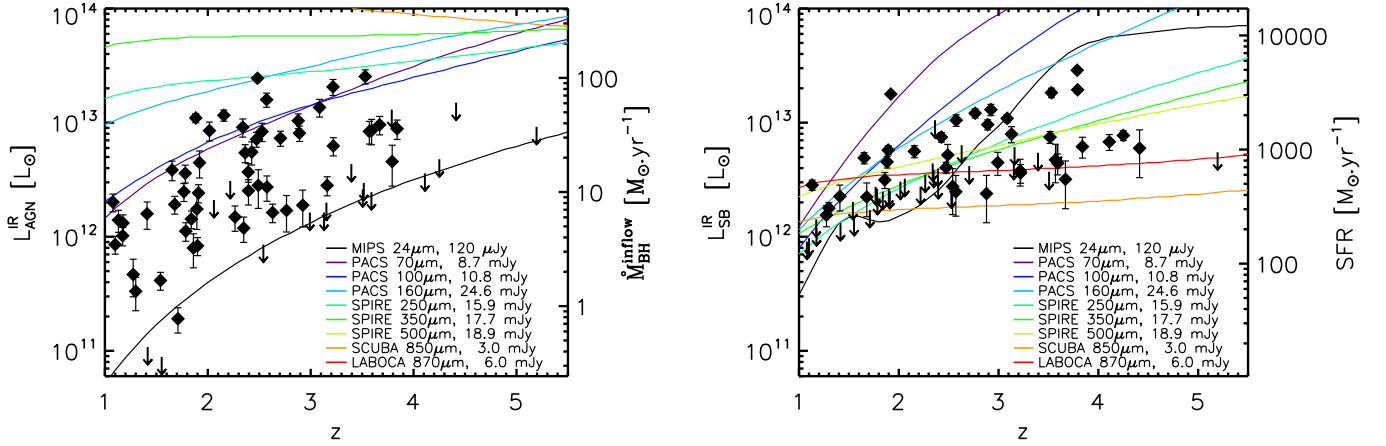 10^14
10^13
10^12
10^11
L^IR_AGN [L_⊙]
1 2 3 4 5
z
100
10
1
Ṁ^inflow_BH [M_⊙.yr^−1]
MIPS 24μm, 120 μJy
PACS 70μm, 8.7 mJy
PACS 100μm, 10.8 mJy
PACS 160μm, 24.6 mJy
SPIRE 250μm, 15.9 mJy
SPIRE 350μm, 17.7 mJy
SPIRE 500μm, 18.9 mJy
SCUBA 850μm, 3.0 mJy
LABOCA 870μm, 6.0 mJy
10^14
10^13
10^12
10^11
L^IR_SB [L_⊙]
1 2 3 4 5
z
10000
1000
100
SFR [M_⊙.yr^−1]
MIPS 24μm, 120 μJy
PACS 70μm, 8.7 mJy
PACS 100μm, 10.8 mJy
PACS 160μm, 24.6 mJy
SPIRE 250μm, 15.9 mJy
SPIRE 350μm, 17.7 mJy
SPIRE 500μm, 18.9 mJy
SCUBA 850μm, 3.0 mJy
LABOCA 870μm, 6.0 mJy